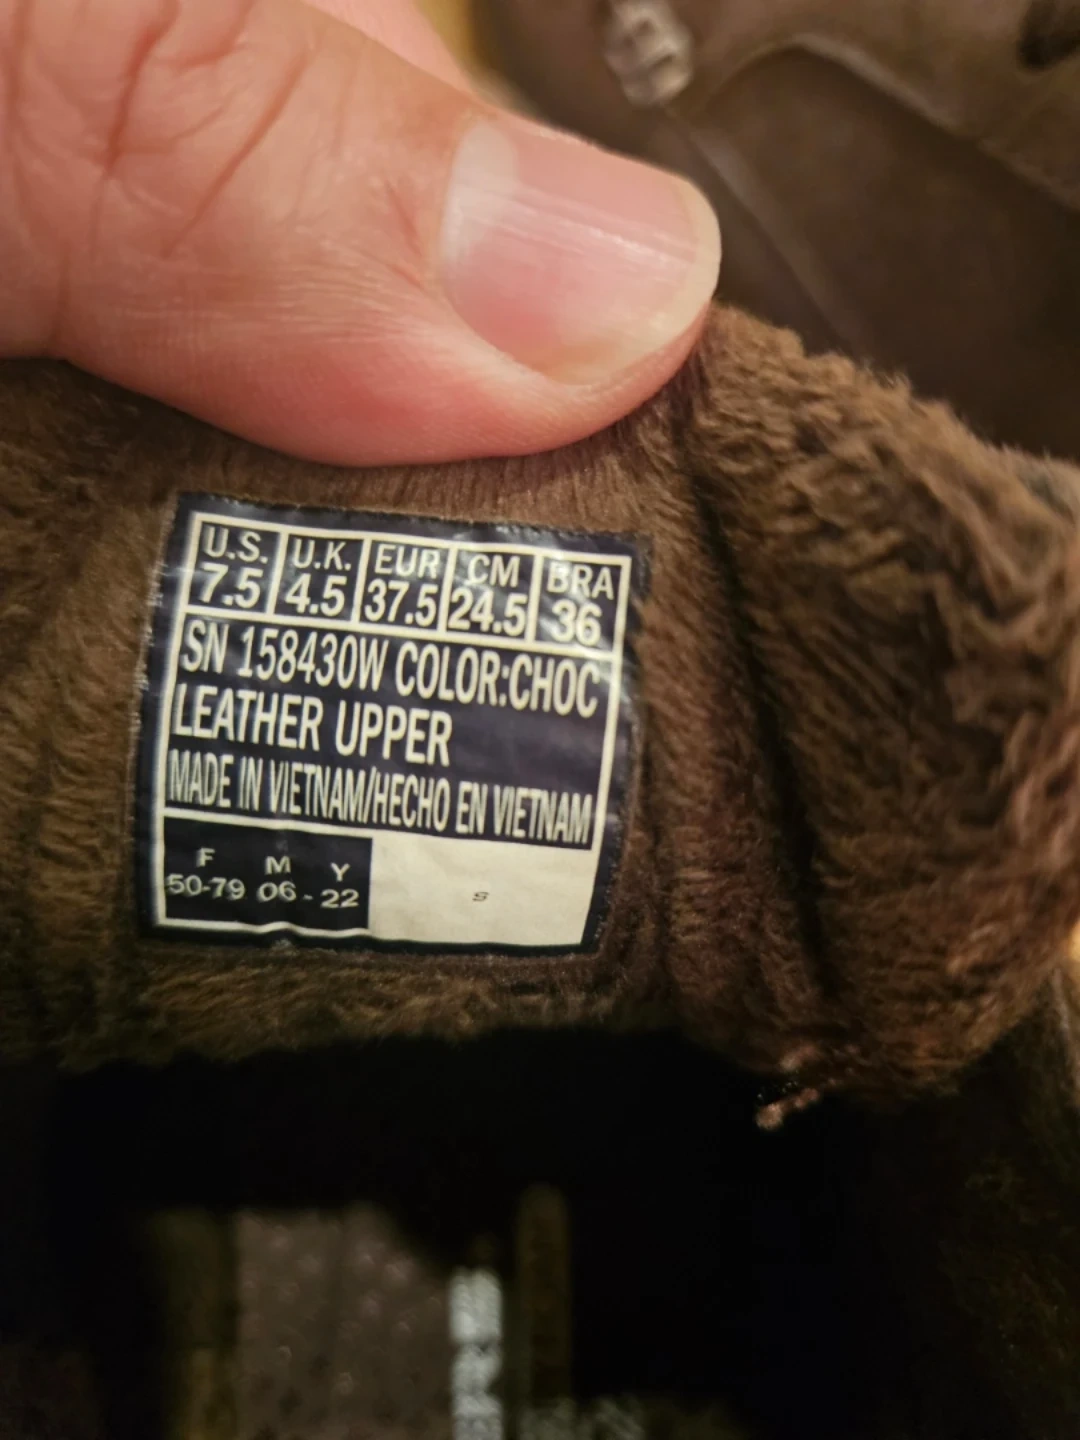 U.S. U.K. EUR CM BRA
7.5 4.5 37.5 24.5 36
SN 158430W COLOR:CHOC
LEATHER UPPER
MADE IN VIETNAM/HECHO EN VIETNAM
F M Y
50-79 06-22
S